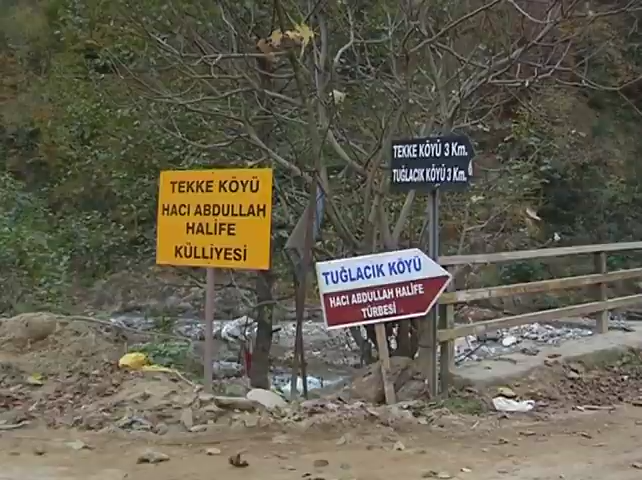 TEKKE KÖYÜ
HACI ABDULLAH
HALİFE
KÜLLİYESİ
TEKKE KÖYÜ 3 Km.
TUĞLACIK KÖYÜ 3 Km.
TUĞLACIK KÖYÜ
HACI ABDULLAH HALİFE
TÜRBESİ